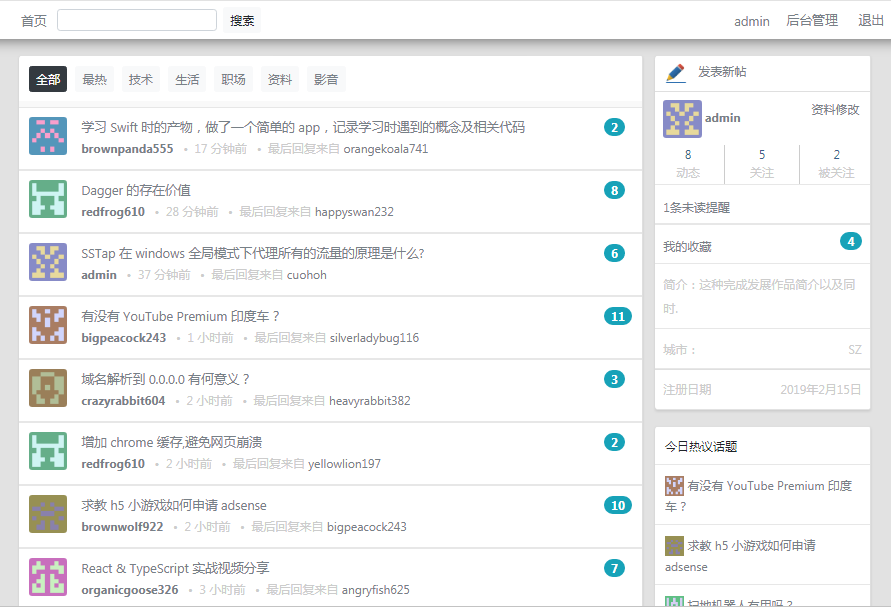 首页 搜索 admin 后台管理 退出
全部 最热 技术 生活 职场 资料 影音
学习 Swift 时的产物，做了一个简单的 app，记录学习时遇到的概念及相关代码 2
brownpanda555 • 17 分钟前 • 最后回复来自 orangekoala741
Dagger 的存在价值 8
redfrog610 • 28 分钟前 • 最后回复来自 happyswan232
SSTap 在 windows 全局模式下代理所有的流量的原理是什么? 6
admin • 37 分钟前 • 最后回复来自 cuohoh
有没有 YouTube Premium 印度车？ 11
bigpeacock243 • 1 小时前 • 最后回复来自 silverladybug116
域名解析到 0.0.0.0 有何意义？ 3
crazyrabbit604 • 2 小时前 • 最后回复来自 heavyrabbit382
增加 chrome 缓存,避免网页崩溃 2
redfrog610 • 2 小时前 • 最后回复来自 yellowlion197
求教 h5 小游戏如何申请 adsense 10
brownwolf922 • 2 小时前 • 最后回复来自 bigpeacock243
React & TypeScript 实战视频分享 7
organicgoose326 • 3 小时前 • 最后回复来自 angryfish625
发表新帖
admin 资料修改
8 5 2
动态 关注 被关注
1条未读提醒
我的收藏 4
简介：这种完成发展作品简介以及同
时.
城市： SZ
注册日期 2019年2月15日
今日热议话题
有没有 YouTube Premium 印度
车？
求教 h5 小游戏如何申请
adsense
扫地机器人有用吗？